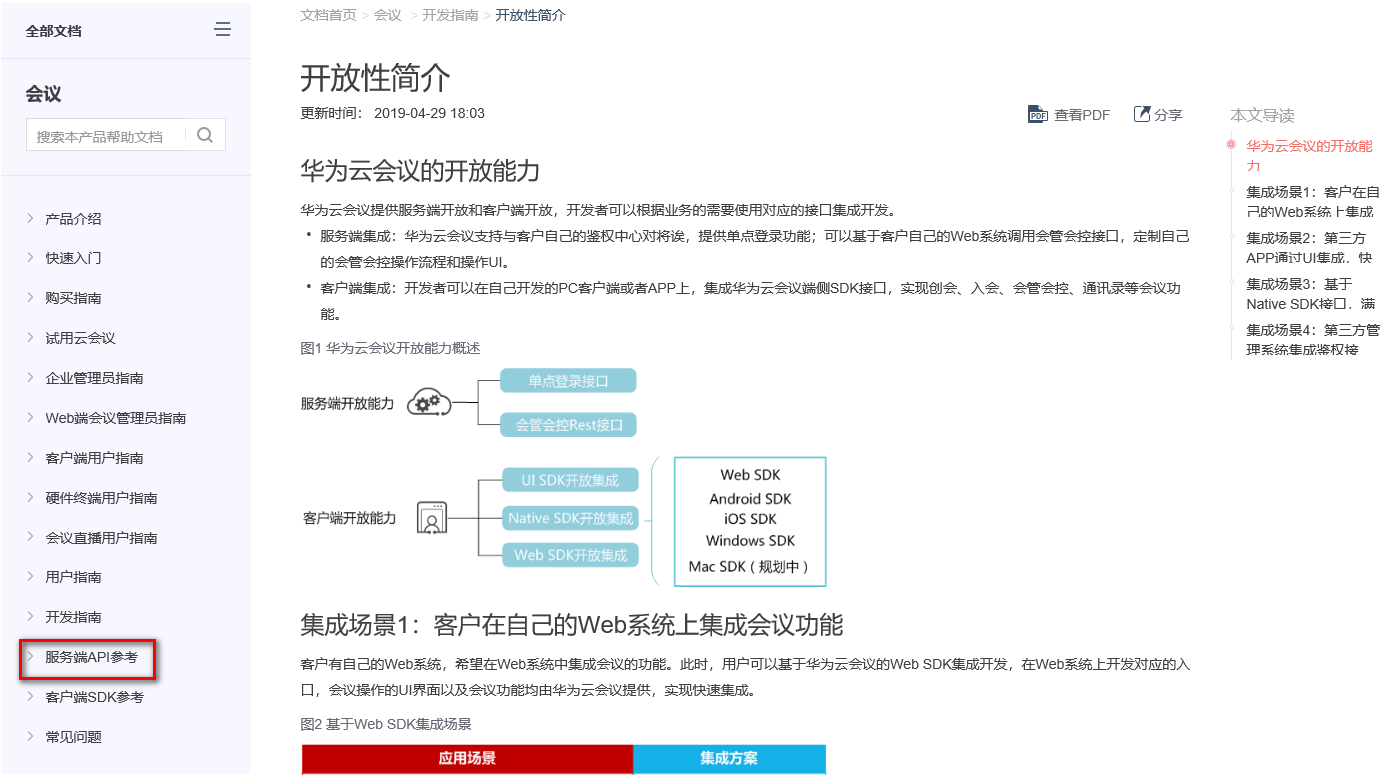 全部文档
会议
搜索本产品帮助文档
产品介绍
快速入门
购买指南
试用云会议
企业管理员指南
Web端会议管理员指南
客户端用户指南
硬件终端用户指南
会议直播用户指南
用户指南
开发指南
服务端API参考
客户端SDK参考
常见问题
文档首页 > 会议 > 开发指南 > 开放性简介
开放性简介
更新时间： 2019-04-29 18:03
查看PDF 分享
华为云会议的开放能力
华为云会议提供服务端开放和客户端开放，开发者可以根据业务的需要使用对应的接口集成开发。
• 服务端集成：华为云会议支持与客户自己的鉴权中心对将诶，提供单点登录功能；可以基于客户自己的Web系统调用会管会控接口，定制自己
的会管会控操作流程和操作UI。
• 客户端集成：开发者可以在自己开发的PC客户端或者APP上，集成华为云会议端侧SDK接口，实现创会、入会、会管会控、通讯录等会议功
能。
图1 华为云会议开放能力概述
服务端开放能力
单点登录接口
会管会控Rest接口
客户端开放能力
UI SDK开放集成
Native SDK开放集成
Web SDK开放集成
Web SDK
Android SDK
iOS SDK
Windows SDK
Mac SDK（规划中）
集成场景1：客户在自己的Web系统上集成会议功能
客户有自己的Web系统，希望在Web系统中集成会议的功能。此时，用户可以基于华为云会议的Web SDK集成开发，在Web系统上开发对应的入
口，会议操作的UI界面以及会议功能均由华为云会议提供，实现快速集成。
图2 基于Web SDK集成场景
应用场景 集成方案
本文导读
华为云会议的开放能
力
集成场景1：客户在自
己的Web系统上集成
集成场景2：第三方
APP通过UI集成，快
集成场景3：基于
Native SDK接口，满
集成场景4：第三方管
理系统集成鉴权接